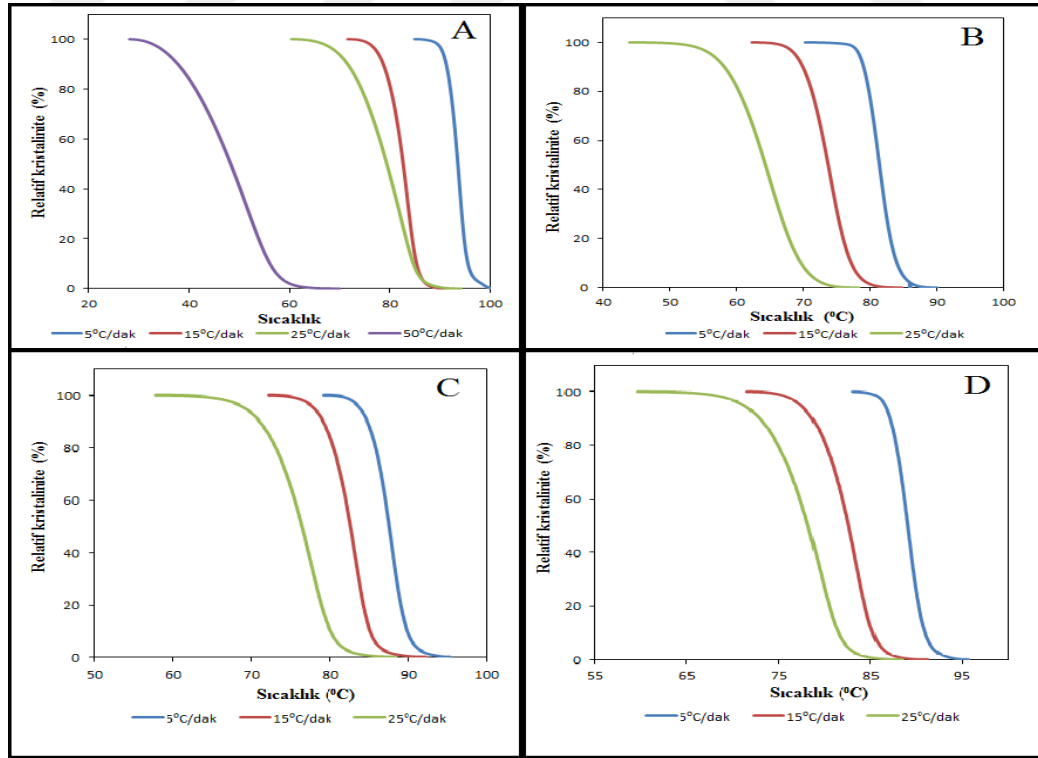 A
Relatif kristalinite (%)
100
80
60
40
20
0
20 40 60 80 100
Sıcaklık
5°C/dak 15°C/dak 25°C/dak 50°C/dak
B
Relatif kristalinite (%)
100
80
60
40
20
0
40 50 60 70 80 90 100
Sıcaklık (⁰C)
5°C/dak 15°C/dak 25°C/dak
C
Relatif kristalinite (%)
100
80
60
40
20
0
50 60 70 80 90 100
Sıcaklık (⁰C)
5°C/dak 15°C/dak 25°C/dak
D
Relatif kristalinite (%)
100
80
60
40
20
0
55 65 75 85 95
Sıcaklık (⁰C)
5°C/dak 15°C/dak 25°C/dak